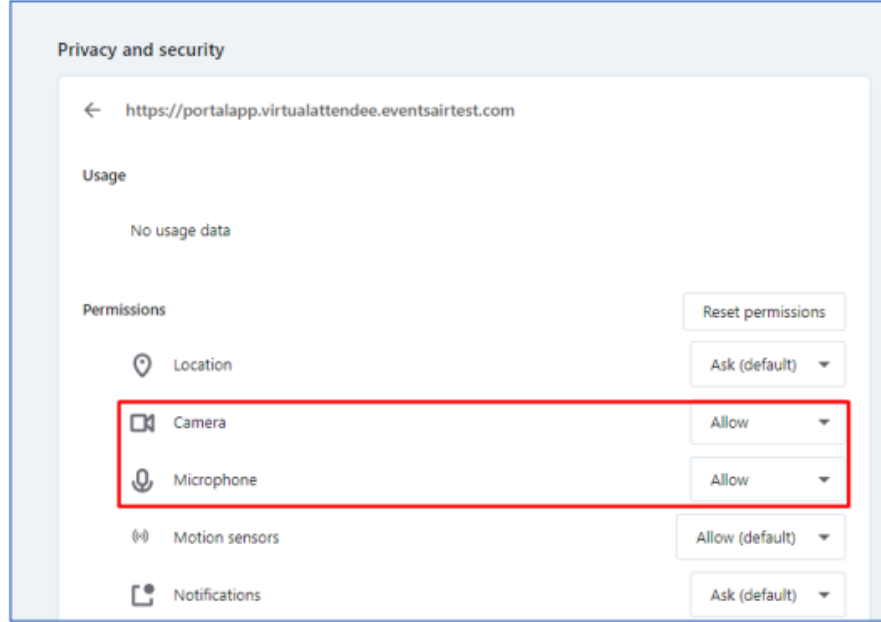 Privacy and security
https://portalapp.virtualattendee.eventsairtest.com
Usage
No usage data
Permissions
Reset permissions
Location
Ask (default)
Camera
Allow
Microphone
Allow
Motion sensors
Allow (default)
Notifications
Ask (default)